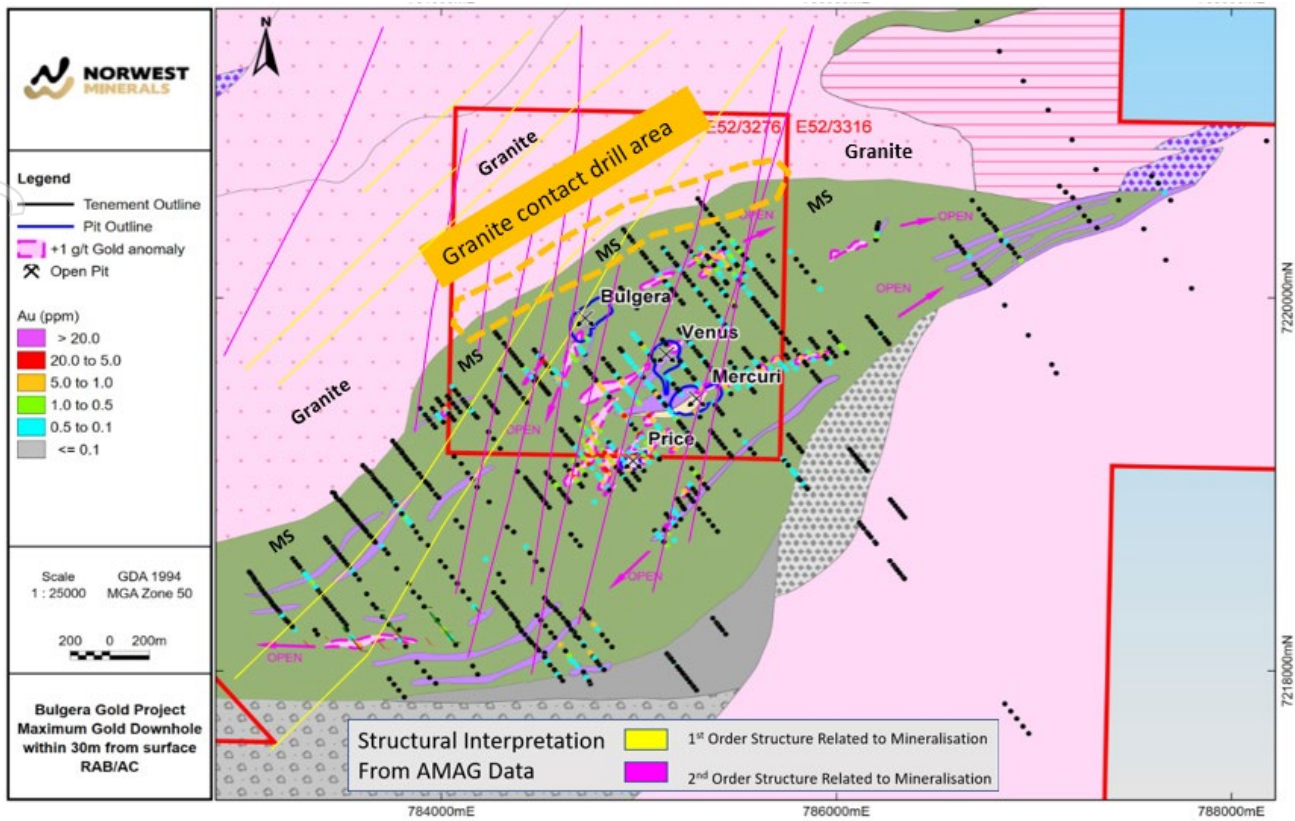 NORWEST
MINERALS
Legend
Tenement Outline
Pit Outline
+1 g/t Gold anomaly
Open Pit
Au (ppm)
> 20.0
20.0 to 5.0
5.0 to 1.0
1.0 to 0.5
0.5 to 0.1
<= 0.1
Scale
1 : 25000
GDA 1994
MGA Zone 50
200 0 200m
Bulgera Gold Project
Maximum Gold Downhole
within 30m from surface
RAB/AC
N
Granite
E52/3276
E52/3316
Granite
Granite contact drill area
MS
OPEN
OPEN
MS
OPEN
Bulgera
Venus
MS
Mercuri
Granite
OPEN
Price
MS
OPEN
OPEN
Structural Interpretation
From AMAG Data
1st Order Structure Related to Mineralisation
2nd Order Structure Related to Mineralisation
7220000mN
7218000mN
784000mE
786000mE
788000mE